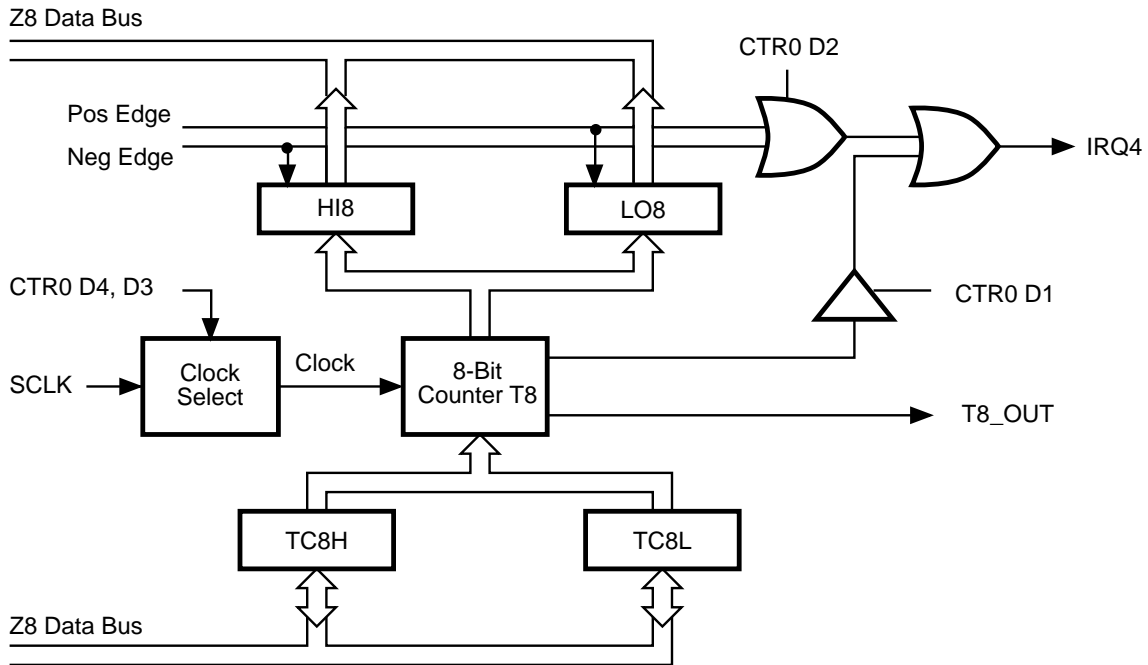 Z8 Data Bus
CTR0 D2
Pos Edge
Neg Edge
IRQ4
HI8
LO8
CTR0 D4, D3
CTR0 D1
SCLK
Clock
Select
Clock
8-Bit
Counter T8
T8_OUT
TC8H
TC8L
Z8 Data Bus